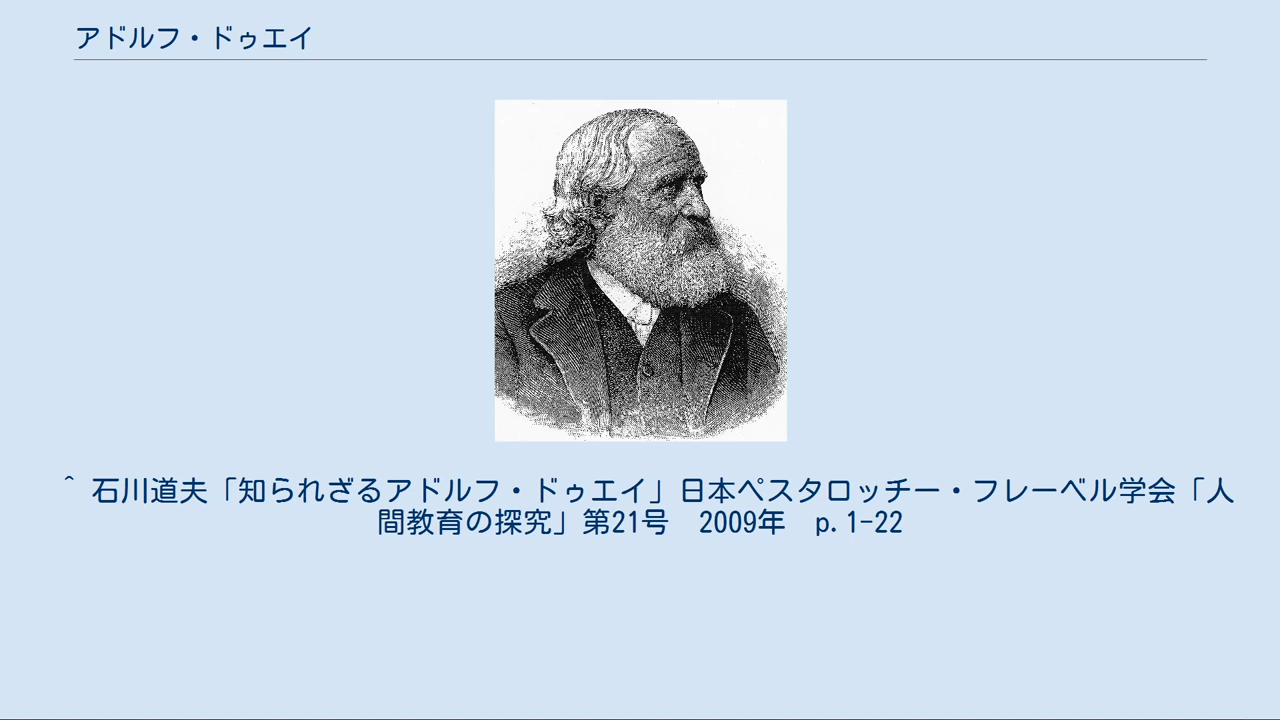 アドルフ・ドゥエイ
^ 石川道夫「知られざるアドルフ・ドゥエイ」日本ペスタロッチー・フレーベル学会「人
間教育の探究」第21号　2009年　p.1-22